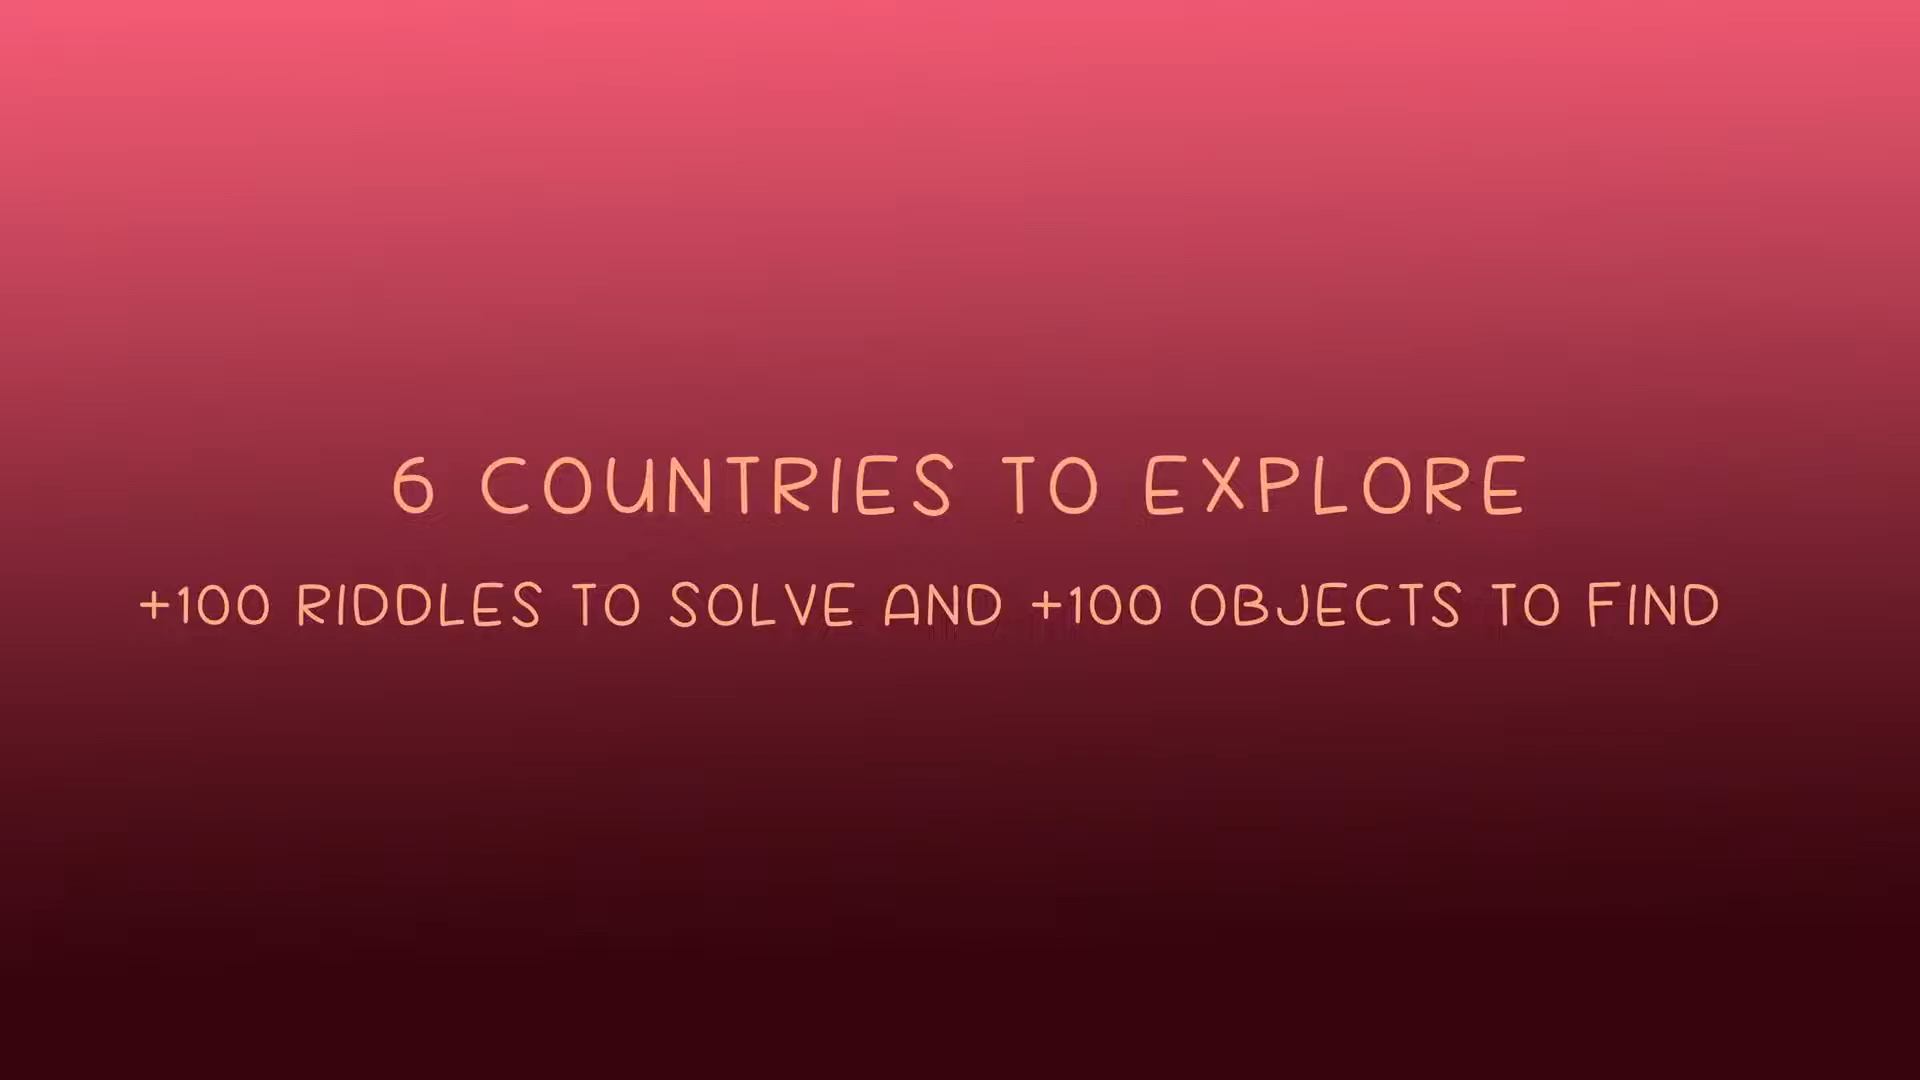 6 COUNTRIES TO EXPLORE
+100 RIDDLES TO SOLVE AND +100 OBJECTS TO FIND